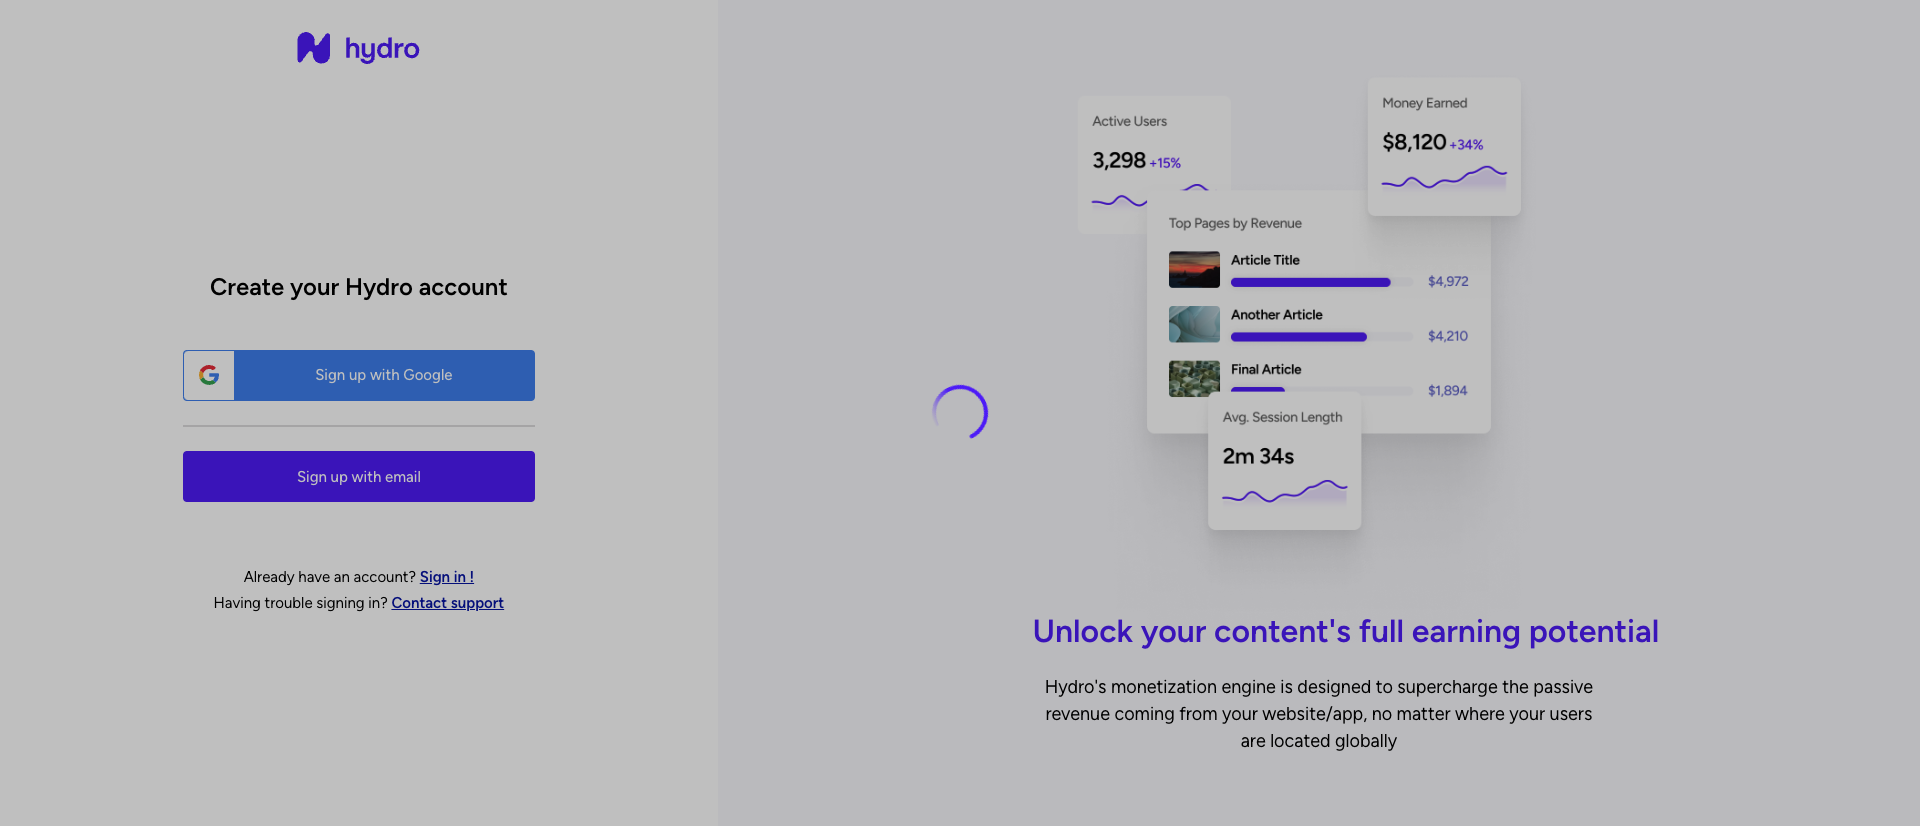 hydro
Create your Hydro account
Sign up with Google
Sign up with email
Already have an account? Sign in !
Having trouble signing in? Contact support
Active Users
3,298 +15%
Money Earned
$8,120 +34%
Top Pages by Revenue
Article Title
$4,972
Another Article
$4,210
Final Article
$1,894
Avg. Session Length
2m 34s
Unlock your content's full earning potential
Hydro's monetization engine is designed to supercharge the passive
revenue coming from your website/app, no matter where your users
are located globally